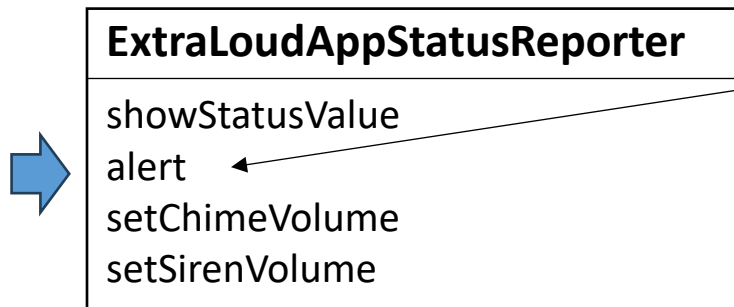 ExtraLoudAppStatusReporter
showStatusValue
alert
setChimeVolume
setSirenVolume